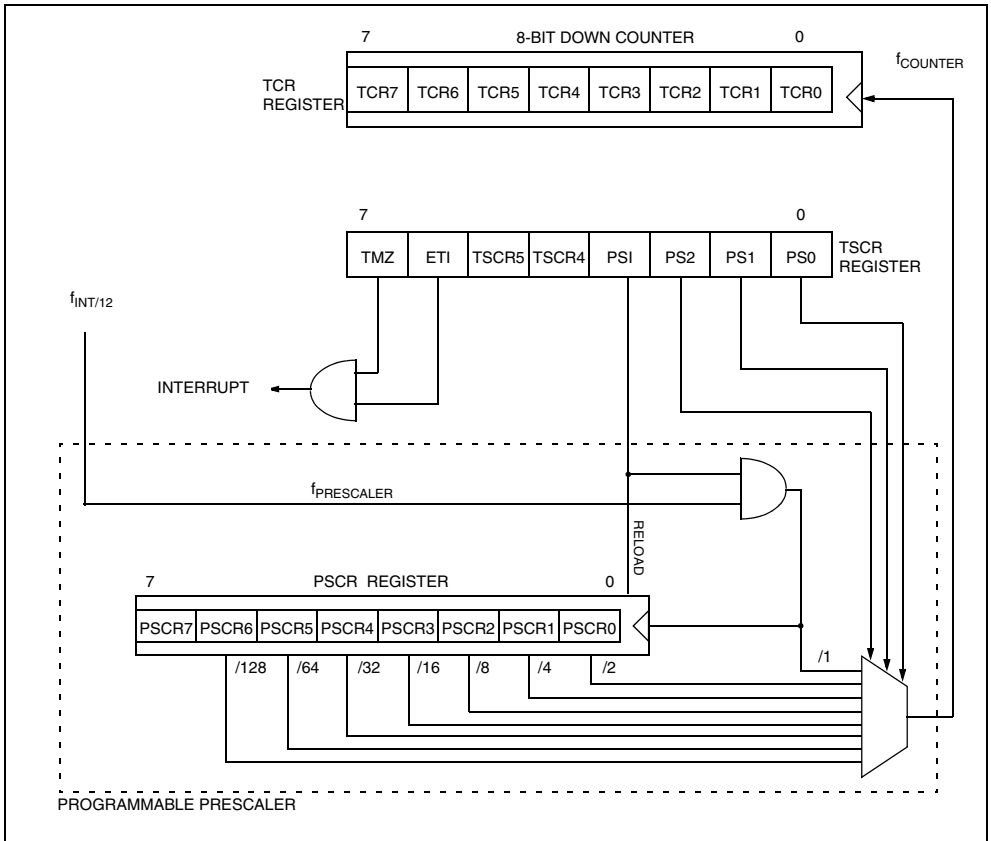 7 8-BIT DOWN COUNTER 0
fCOUNTER
TCR REGISTER
TCR7 TCR6 TCR5 TCR4 TCR3 TCR2 TCR1 TCR0
7 0
TMZ ETI TSCR5 TSCR4 PSI PS2 PS1 PS0
TSCR REGISTER
fINT/12
INTERRUPT
fPRESCALER
RELOAD
7 PSCR REGISTER 0
PSCR7 PSCR6 PSCR5 PSCR4 PSCR3 PSCR2 PSCR1 PSCR0
/128 /64 /32 /16 /8 /4 /2 /1
PROGRAMMABLE PRESCALER